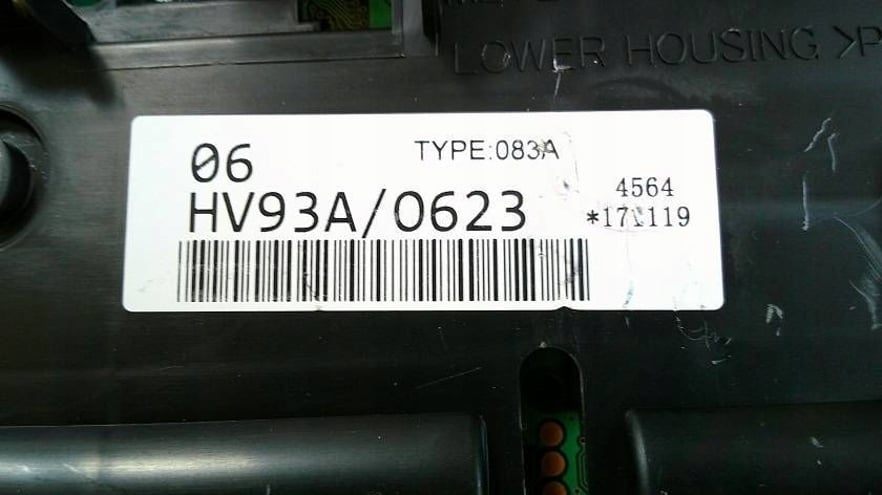 LOWER HOUSING >P
06
TYPE:083A
HV93A/0623
4564